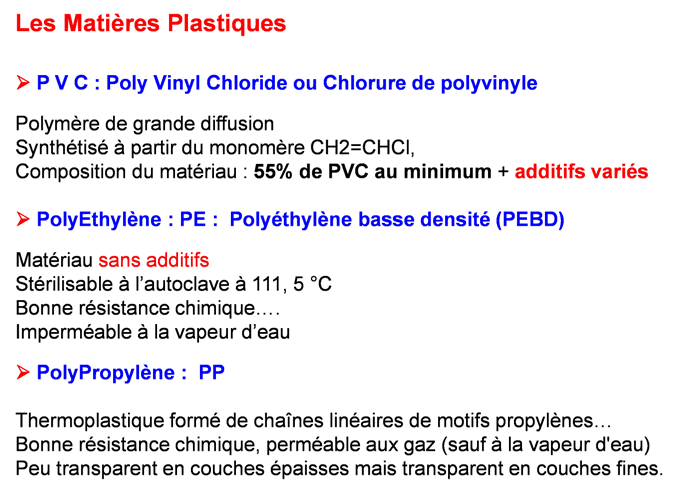 Les Matières Plastiques
➢ P V C : Poly Vinyl Chloride ou Chlorure de polyvinyle
Polymère de grande diffusion
Synthétisé à partir du monomère CH2=CHCl,
Composition du matériau : 55% de PVC au minimum + additifs variés
➢ PolyEthylène : PE : Polyéthylène basse densité (PEBD)
Matériau sans additifs
Stérilisable à l’autoclave à 111, 5 °C
Bonne résistance chimique….
Imperméable à la vapeur d’eau
➢ PolyPropylène : PP
Thermoplastique formé de chaînes linéaires de motifs propylènes…
Bonne résistance chimique, perméable aux gaz (sauf à la vapeur d'eau)
Peu transparent en couches épaisses mais transparent en couches fines.